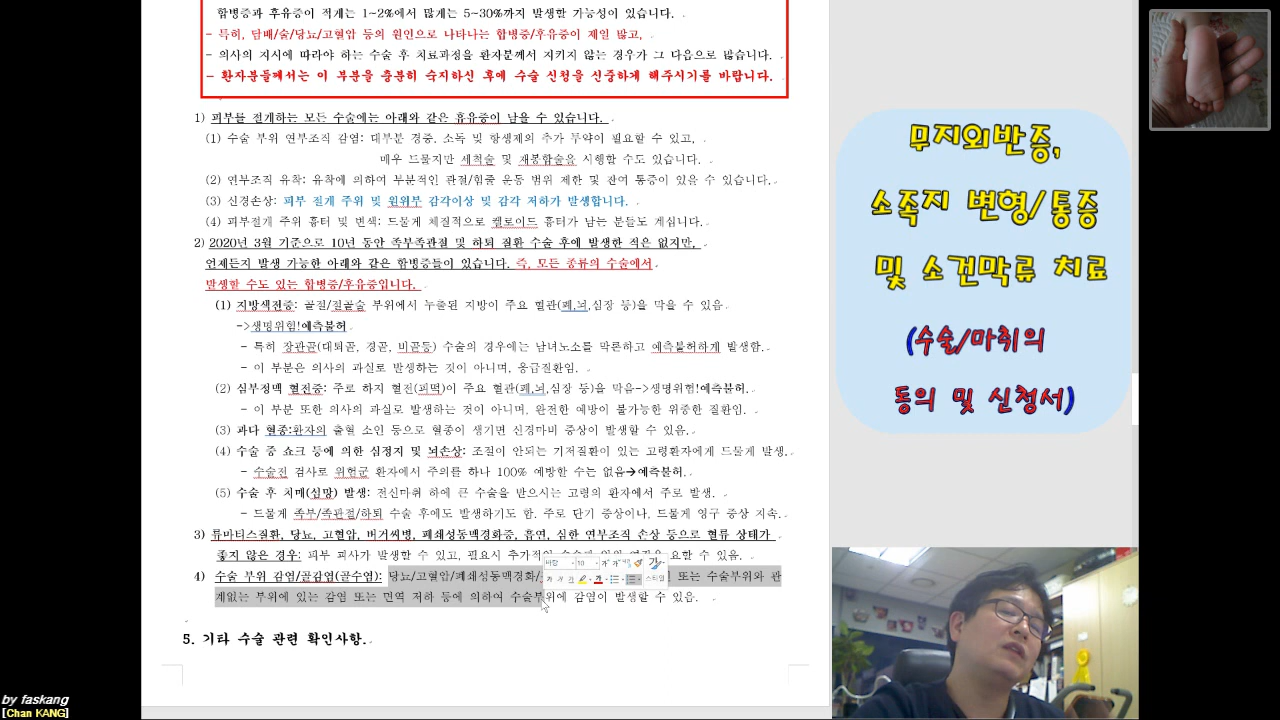 합병증과 후유증이 적게는 1~2%에서 많게는 5~30%까지 발생할 가능성이 있습니다.
- 특히, 담배/술/당뇨/고혈압 등의 원인으로 나타나는 합병증/후유증이 제일 많고,
- 의사의 지시에 따라야 하는 수술 후 치료과정을 환자분께서 지키지 않는 경우가 그 다음으로 많습니다.
- 환자분들께서는 이 부분을 충분히 숙지하신 후에 수술 신청을 신중하게 해주시기를 바랍니다.
1) 피부를 절개하는 모든 수술에는 아래와 같은 휴유증이 남을 수 있습니다.
(1) 수술 부위 연부조직 감염: 대부분 경증. 소독 및 항생제의 추가 투약이 필요할 수 있고,
매우 드물지만 세척술 및 재봉합술을 시행할 수도 있습니다.
(2) 연부조직 유착: 유착에 의하여 부분적인 관절/힘줄 운동 범위 제한 및 잔여 통증이 있을 수 있습니다.
(3) 신경손상: 피부 절개 주위 및 원위부 감각이상 및 감각 저하가 발생합니다.
(4) 피부절개 주위 흉터 및 변색: 드물게 체질적으로 켈로이드 흉터가 남는 분들도 계십니다.
2) 2020년 3월 기준으로 10년 동안 족부족관절 및 하퇴 질환 수술 후에 발생한 적은 없지만,
언제든지 발생 가능한 아래와 같은 합병증들이 있습니다. 즉, 모든 종류의 수술에서
발생할 수도 있는 합병증/후유증입니다.
(1) 지방색전증: 골절/절골술 부위에서 누출된 지방이 주요 혈관(폐,뇌,심장 등)을 막을 수 있음
->생명위험!예측불허
- 특히 장관골(대퇴골, 경골, 비골등) 수술의 경우에는 남녀노소를 막론하고 예측불허하게 발생함.
- 이 부분은 의사의 과실로 발생하는 것이 아니며, 응급질환임.
(2) 심부정맥 혈전증: 주로 하지 혈전(피떡)이 주요 혈관(폐,뇌,심장 등)을 막음->생명위험!예측불허.
- 이 부분 또한 의사의 과실로 발생하는 것이 아니며, 완전한 예방이 불가능한 위중한 질환임.
(3) 과다 혈종:환자의 출혈 소인 등으로 혈종이 생기면 신경마비 증상이 발생할 수 있음.
(4) 수술 중 쇼크 등에 의한 심정지 및 뇌손상: 조절이 안되는 기저질환이 있는 고령환자에게 드물게 발생.
- 수술전 검사로 위험군 환자에서 주의를 하나 100% 예방할 수는 없음→예측불허.
(5) 수술 후 치매(섬망) 발생: 전신마취 하에 큰 수술을 받으시는 고령의 환자에서 주로 발생.
- 드물게 족부/족관절/하퇴 수술 후에도 발생하기도 함. 주로 단기 증상이나, 드물게 영구 증상 지속.
3) 류마티스질환, 당뇨, 고혈압, 버거씨병, 폐쇄성동맥경화증, 흡연, 심한 연부조직 손상 등으로 혈류 상태가
좋지 않은 경우: 피부 괴사가 발생할 수 있고, 필요시 추가적 요할 수 있음.
바탕 10 가
가 가 가 가 스타일
4) 수술 부위 감염/골감염(골수염): 당뇨/고혈압/폐쇄성동맥경화/ 또는 수술부위와 관
계없는 부위에 있는 감염 또는 면역 저하 등에 의하여 수술부위에 감염이 발생할 수 있음.
5. 기타 수술 관련 확인사항.
무지외반증,
소족지 변형/통증
및 소건막류 치료
(수술/마취의
동의 및 신청서)
by faskang
[Chan KANG]